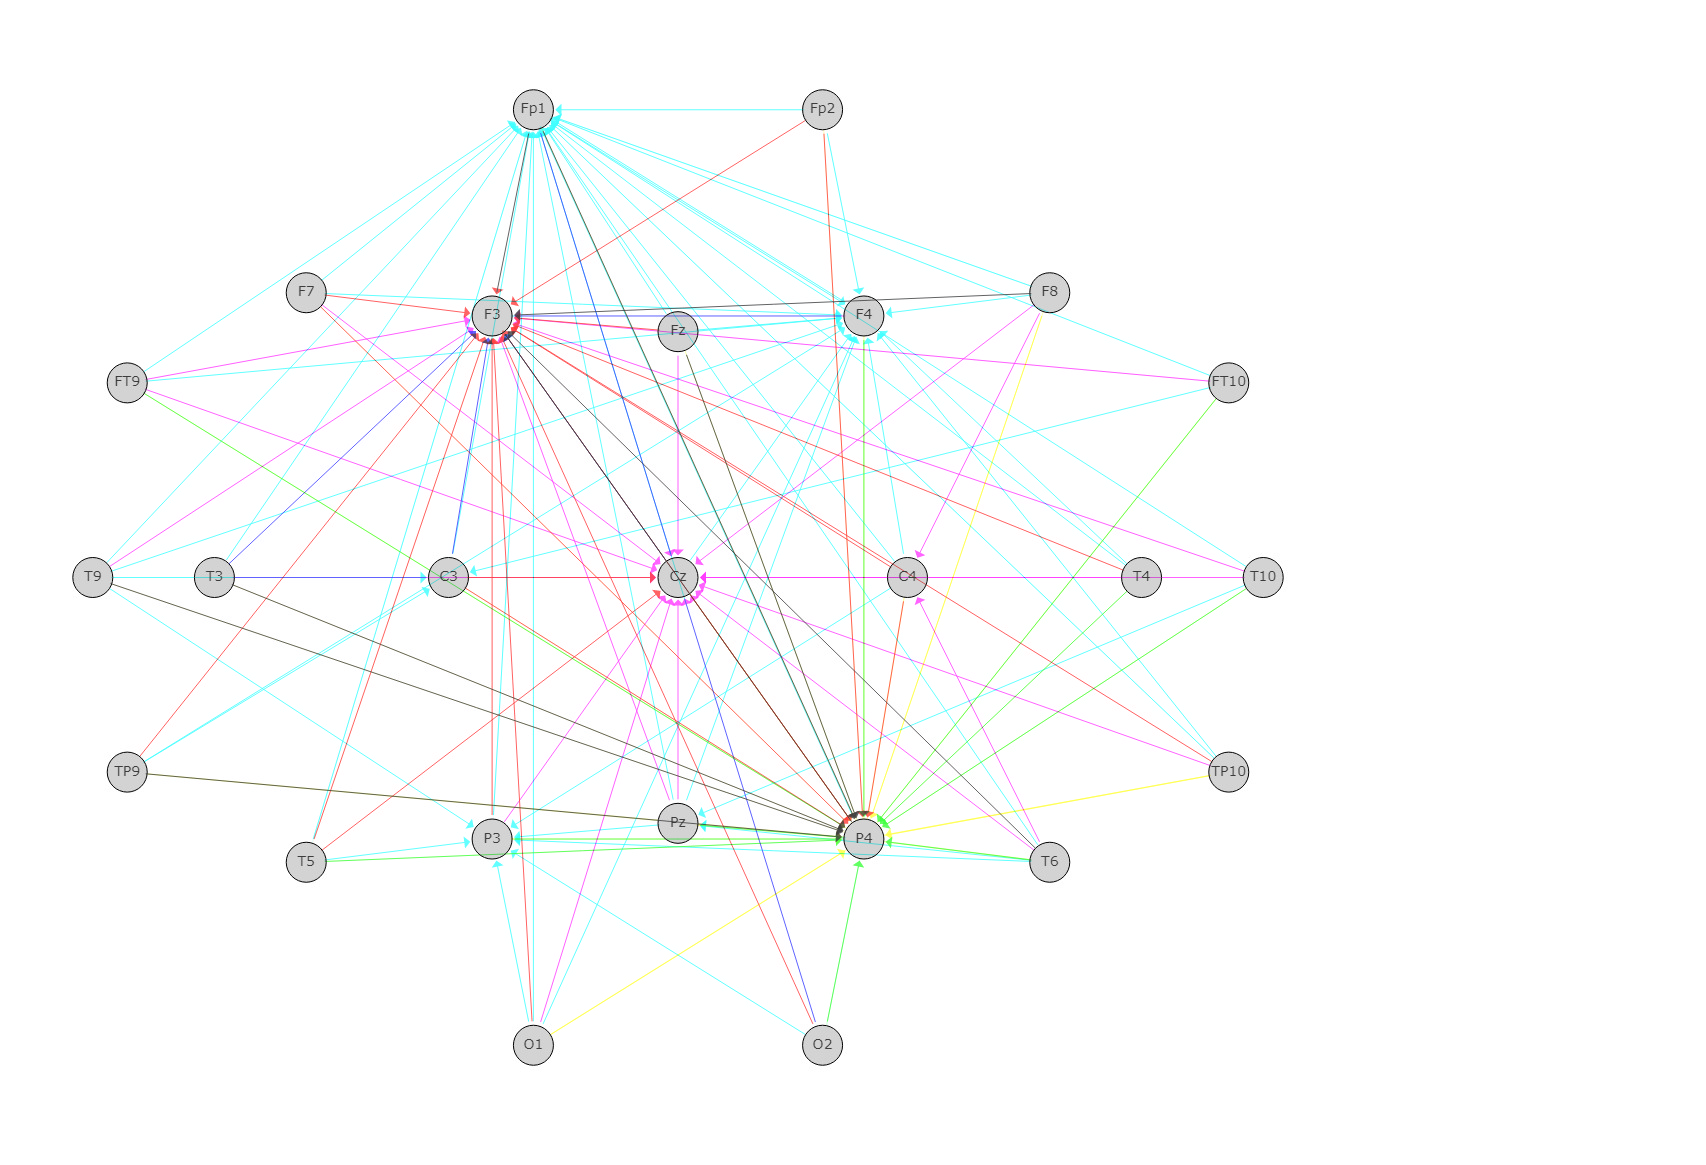 Fp1 Fp2
F7 F3 Fz F4 F8
FT9 FT10
T9 T3 C3 Cz C4 T4 T10
TP9 TP10
T5 P3 Pz P4 T6
O1 O2